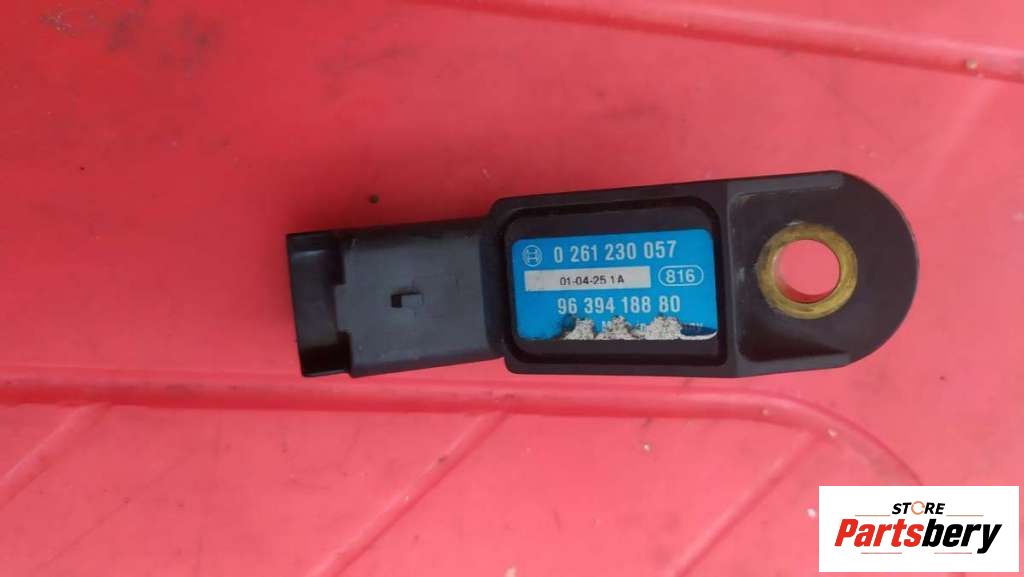 0 261 230 057
01-04-25 1A
816
96 394 188 80
STORE
Partsbery